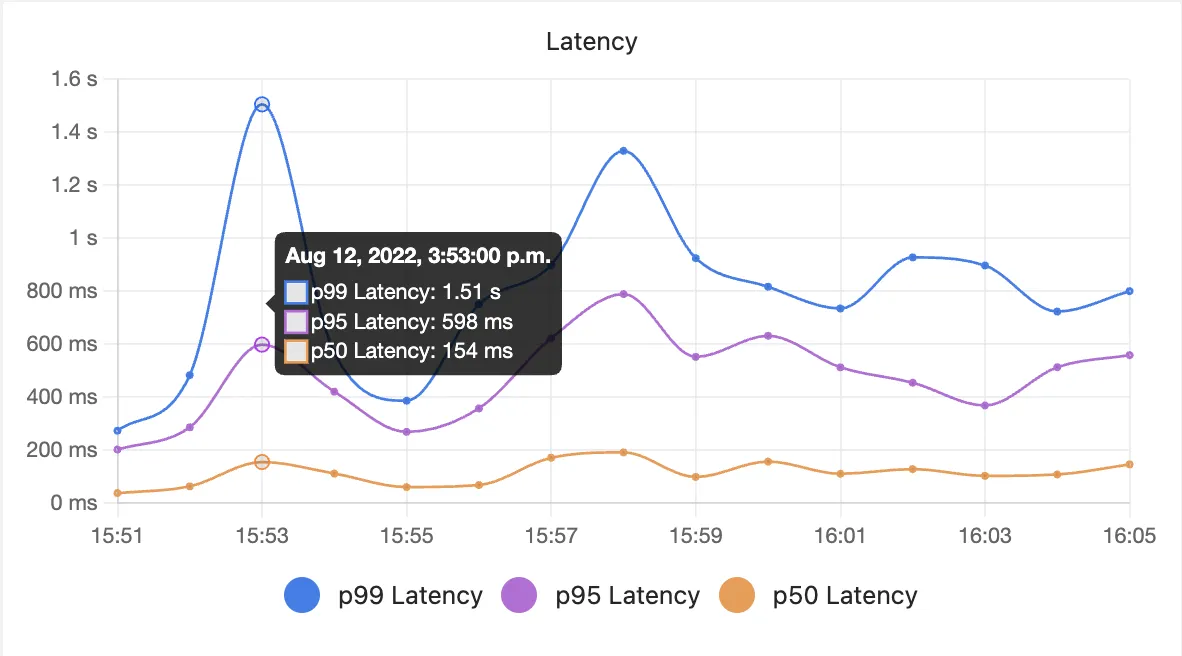 Latency
1.6 s
1.4 s
1.2 s
1 s
800 ms
600 ms
400 ms
200 ms
0 ms
Aug 12, 2022, 3:53:00 p.m.
p99 Latency: 1.51 s
p95 Latency: 598 ms
p50 Latency: 154 ms
15:51 15:53 15:55 15:57 15:59 16:01 16:03 16:05
p99 Latency p95 Latency p50 Latency